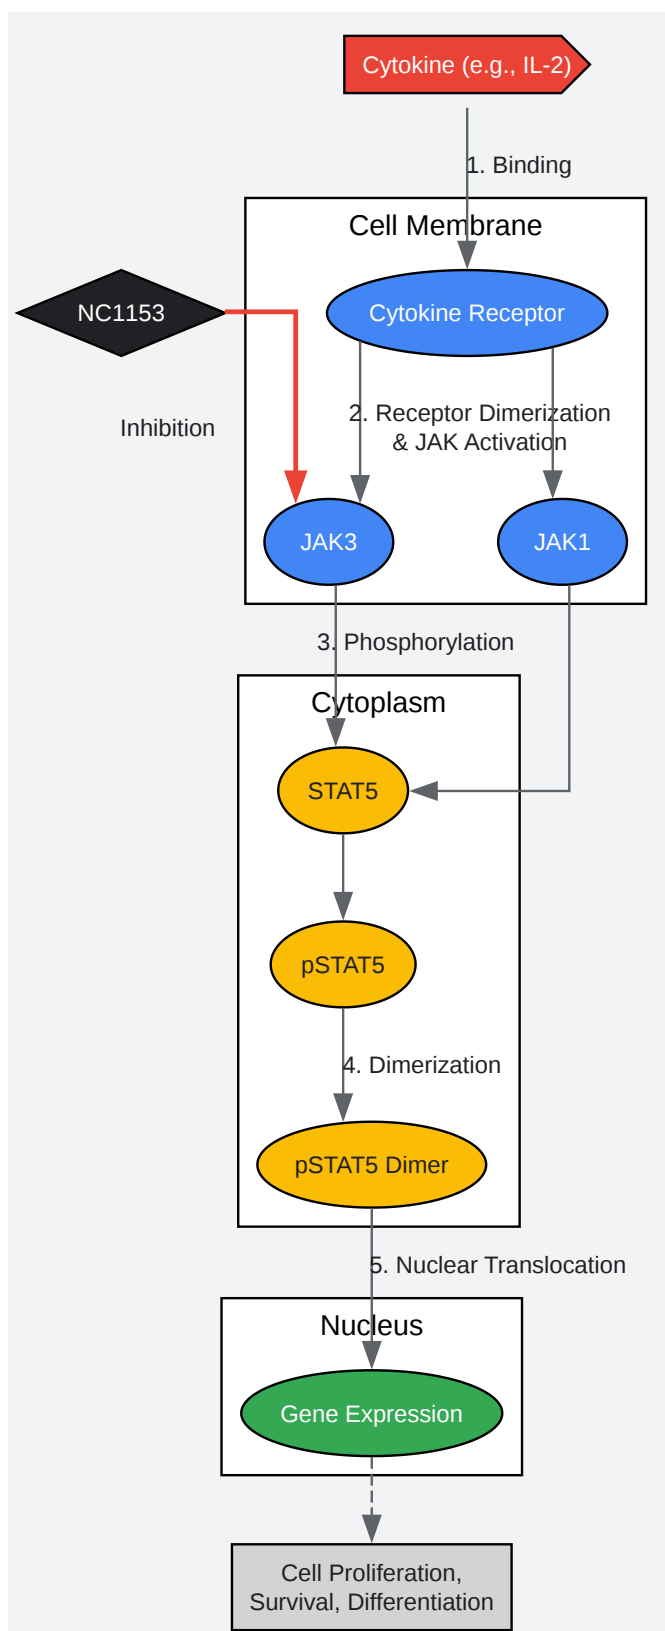 Cytokine (e.g., IL-2)
1. Binding
Cell Membrane
NC1153
Cytokine Receptor
Inhibition
2. Receptor Dimerization
& JAK Activation
JAK3
JAK1
3. Phosphorylation
Cytoplasm
STAT5
pSTAT5
4. Dimerization
pSTAT5 Dimer
5. Nuclear Translocation
Nucleus
Gene Expression
Cell Proliferation,
Survival, Differentiation